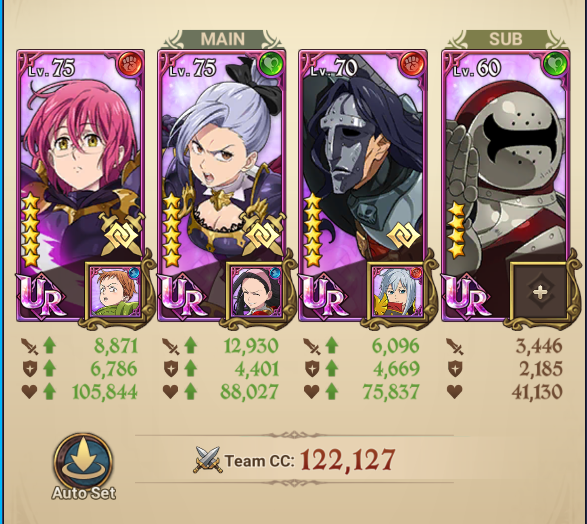 MAIN
SUB
Lv. 75
Lv. 75
Lv. 70
Lv. 60
UR
UR
UR
UR
8,871
12,930
6,096
3,446
6,786
4,401
4,669
2,185
105,844
88,027
75,837
41,130
Team CC: 122,127
Auto Set